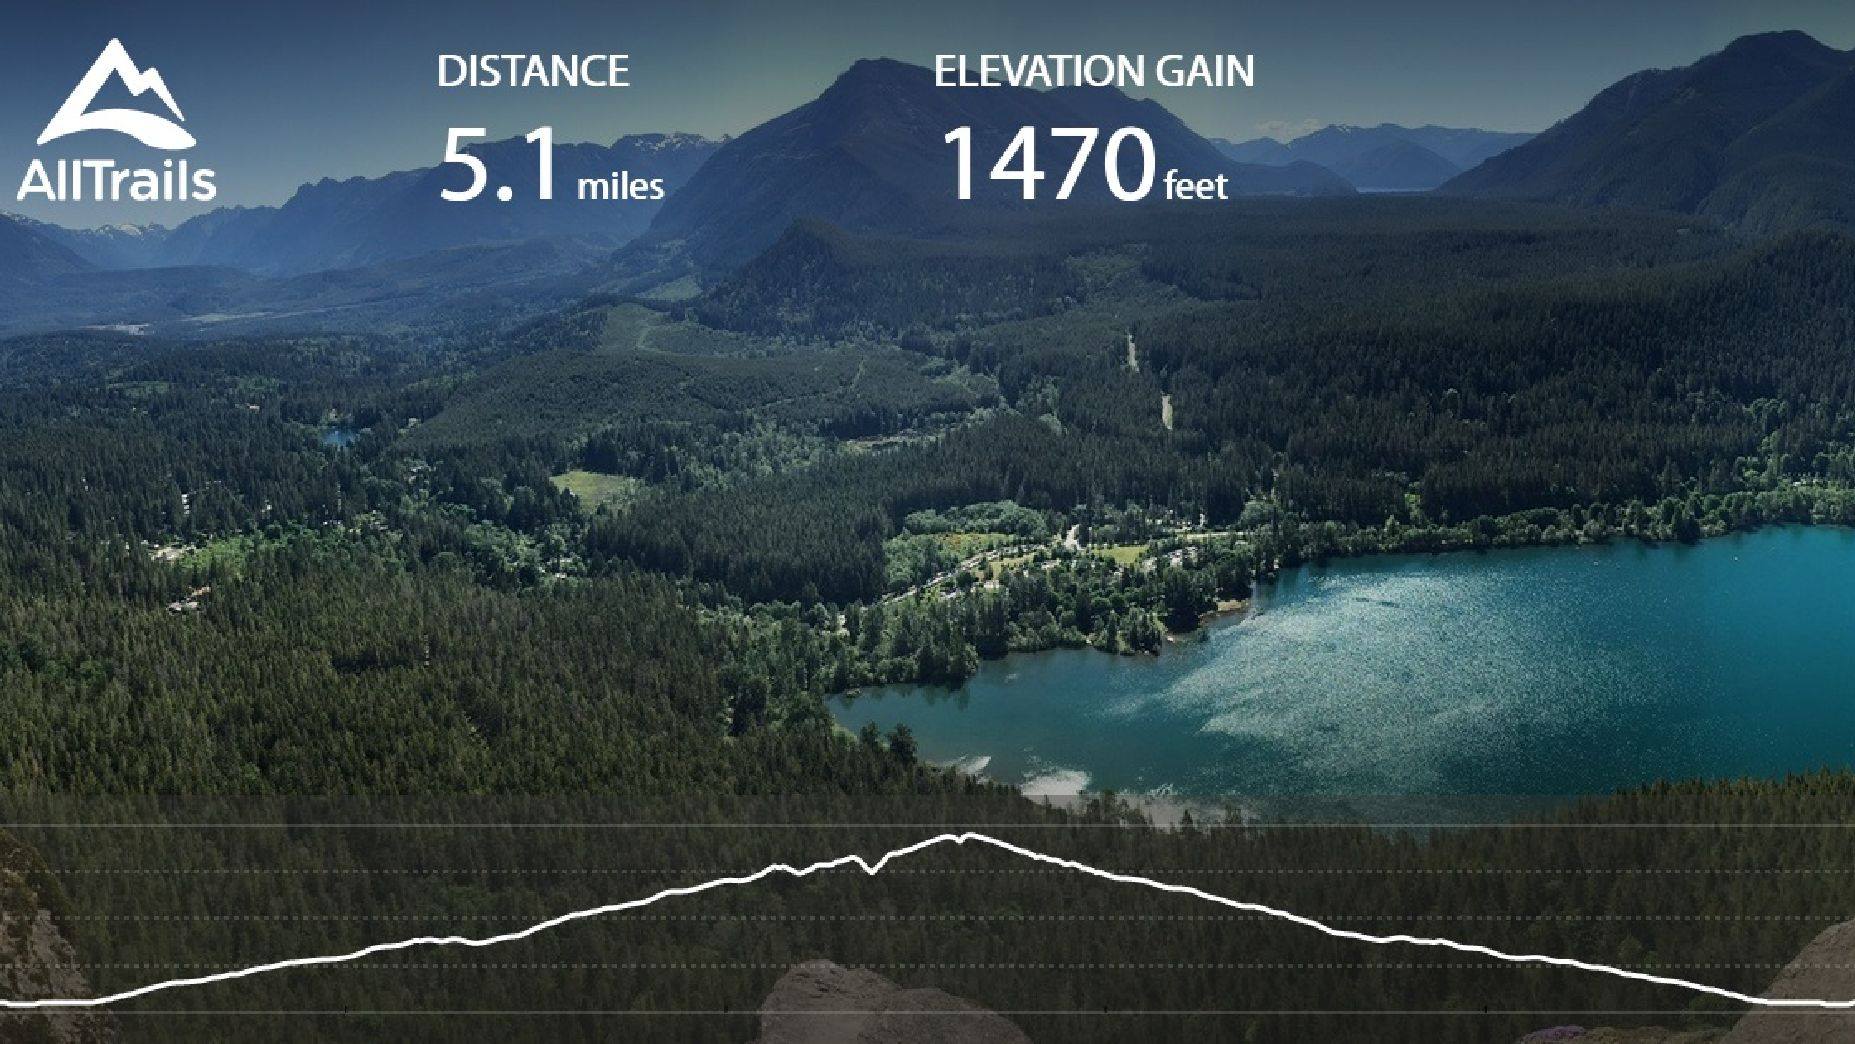 AllTrails
DISTANCE
5.1 miles
ELEVATION GAIN
1470 feet